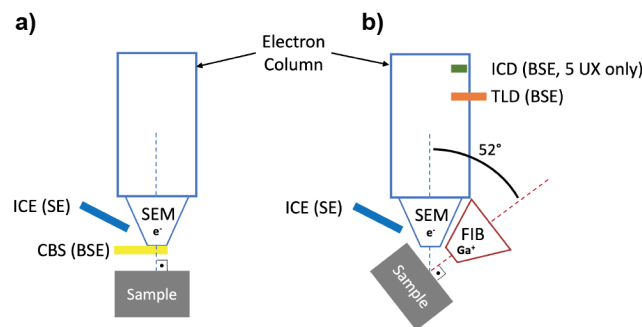 a)
Electron
Column
ICE (SE)
SEM
e-
CBS (BSE)
Sample
b)
ICD (BSE, 5 UX only)
TLD (BSE)
52°
ICE (SE)
SEM
e-
FIB
Ga+
Sample